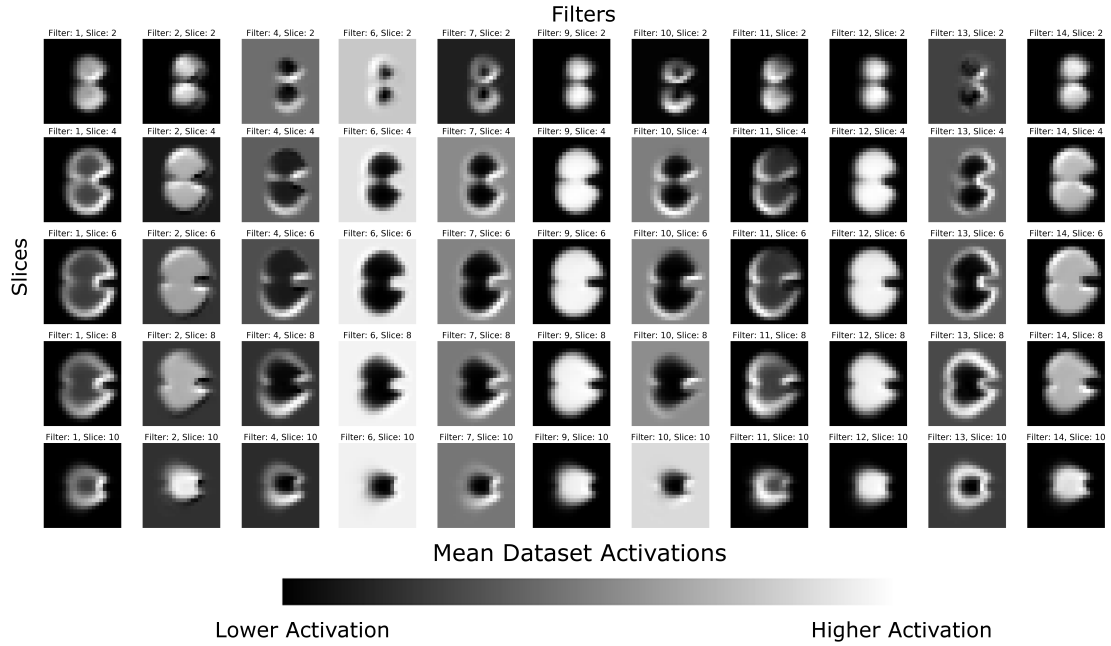 Filters
Filter: 1, Slice: 2 Filter: 2, Slice: 2 Filter: 4, Slice: 2 Filter: 6, Slice: 2 Filter: 7, Slice: 2 Filter: 9, Slice: 2 Filter: 10, Slice: 2 Filter: 11, Slice: 2 Filter: 12, Slice: 2 Filter: 13, Slice: 2 Filter: 14, Slice: 2
Filter: 1, Slice: 4 Filter: 2, Slice: 4 Filter: 4, Slice: 4 Filter: 6, Slice: 4 Filter: 7, Slice: 4 Filter: 9, Slice: 4 Filter: 10, Slice: 4 Filter: 11, Slice: 4 Filter: 12, Slice: 4 Filter: 13, Slice: 4 Filter: 14, Slice: 4
Slices
Filter: 1, Slice: 6 Filter: 2, Slice: 6 Filter: 4, Slice: 6 Filter: 6, Slice: 6 Filter: 7, Slice: 6 Filter: 9, Slice: 6 Filter: 10, Slice: 6 Filter: 11, Slice: 6 Filter: 12, Slice: 6 Filter: 13, Slice: 6 Filter: 14, Slice: 6
Filter: 1, Slice: 8 Filter: 2, Slice: 8 Filter: 4, Slice: 8 Filter: 6, Slice: 8 Filter: 7, Slice: 8 Filter: 9, Slice: 8 Filter: 10, Slice: 8 Filter: 11, Slice: 8 Filter: 12, Slice: 8 Filter: 13, Slice: 8 Filter: 14, Slice: 8
Filter: 1, Slice: 10 Filter: 2, Slice: 10 Filter: 4, Slice: 10 Filter: 6, Slice: 10 Filter: 7, Slice: 10 Filter: 9, Slice: 10 Filter: 10, Slice: 10 Filter: 11, Slice: 10 Filter: 12, Slice: 10 Filter: 13, Slice: 10 Filter: 14, Slice: 10
Mean Dataset Activations
Lower Activation Higher Activation